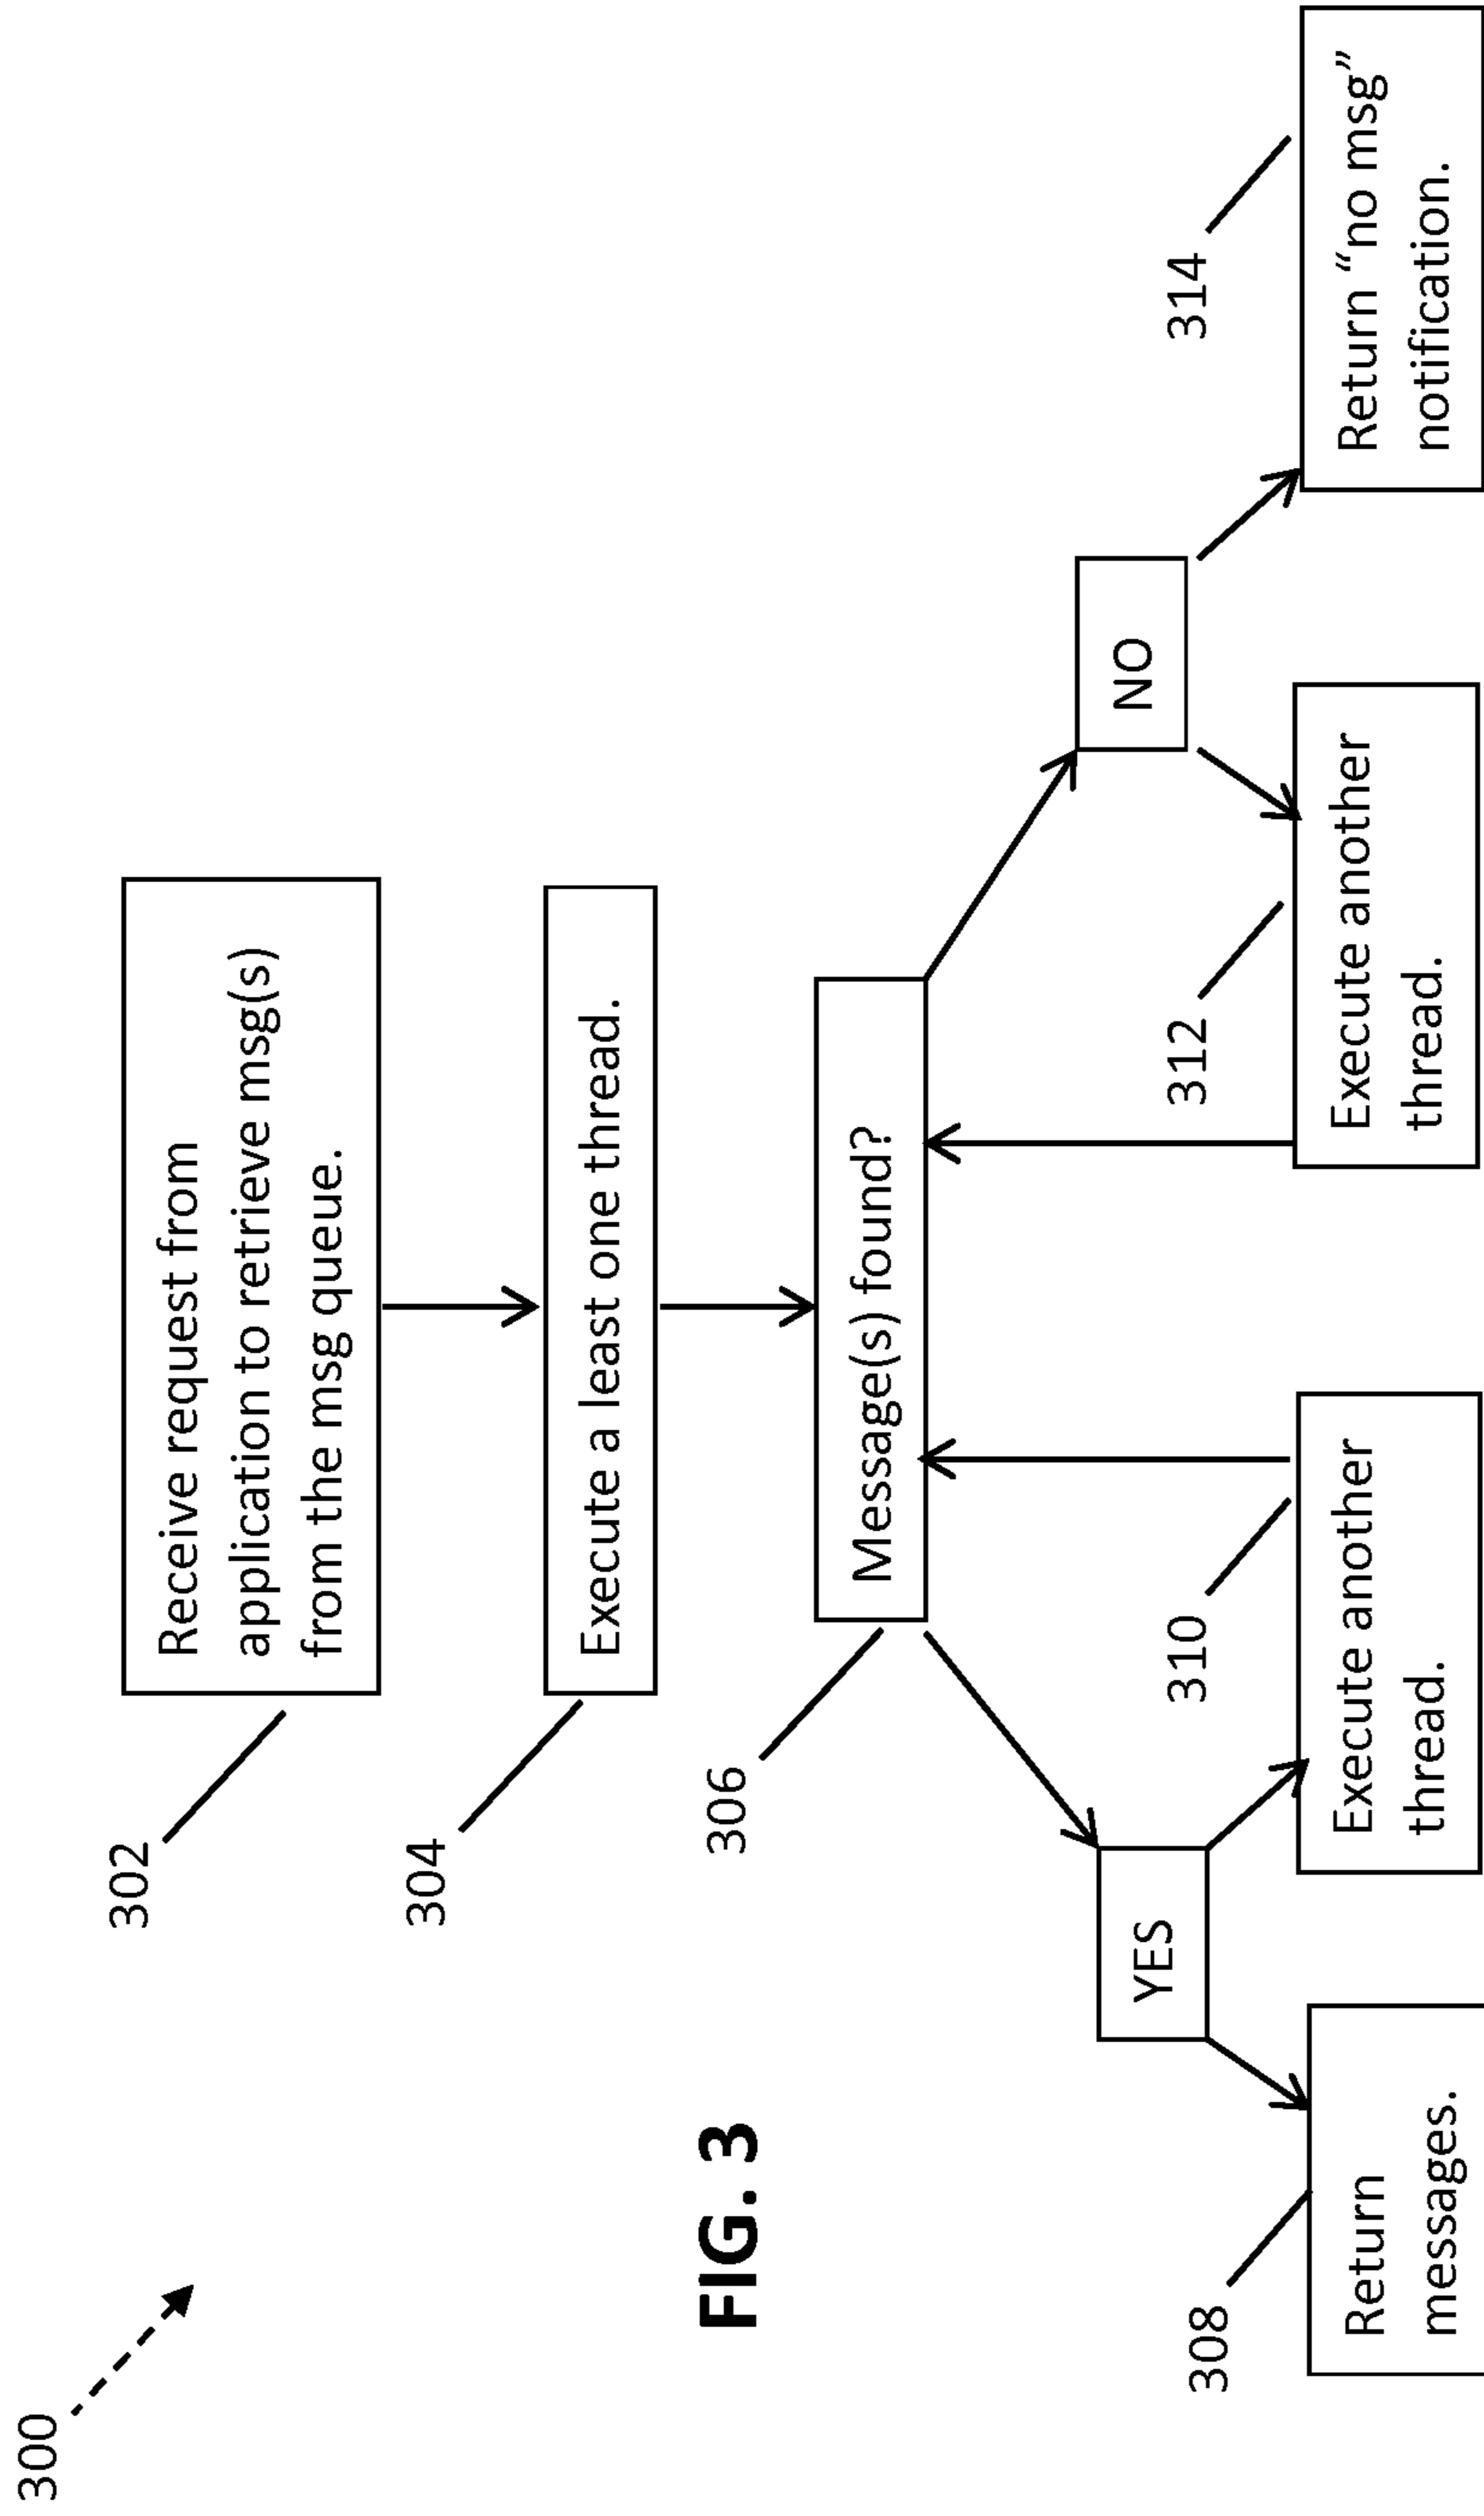 300
302
Receive request from
application to retrieve msg(s)
from the msg queue.
304
Execute a least one thread.
FIG. 3
306
Message(s) found?
YES
NO
308
Return
messages.
310
Execute another
thread.
312
Execute another
thread.
314
Return “no msg”
notification.